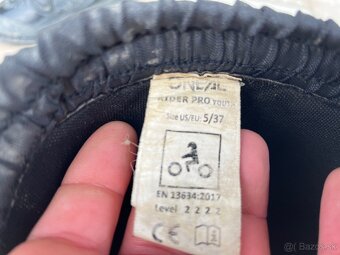 ONEAL
RIDER PRO YOUTH
Size US/EU: 5/37
EN 13634:2017
Level 2 2 2 2
CE
bazos.sk